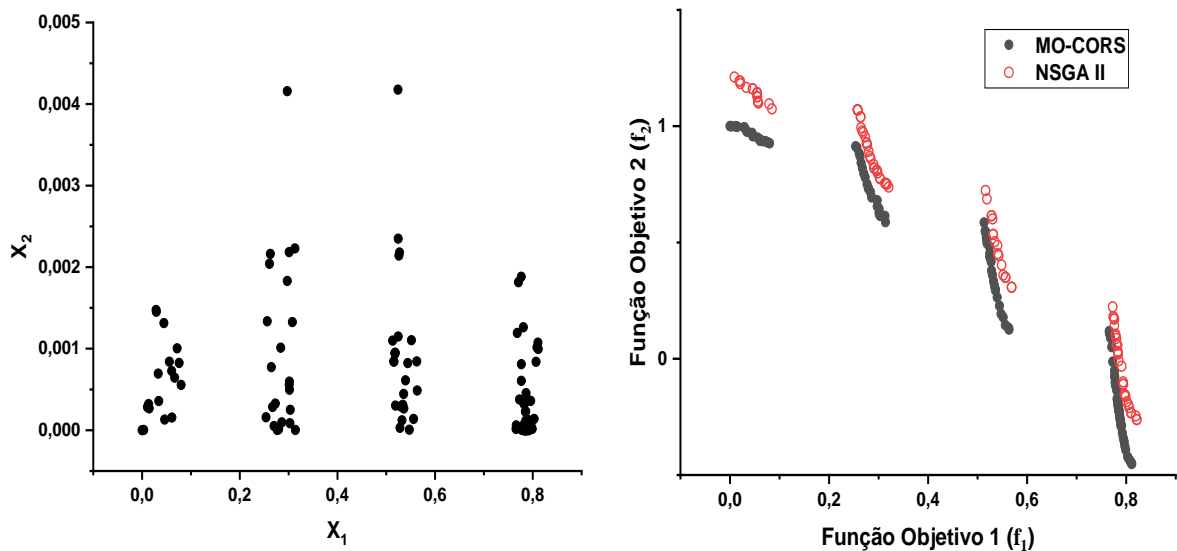 0,005
0,004
0,003
0,002
0,001
0,000
X2
0,0 0,2 0,4 0,6 0,8
X1
MO-CORS
NSGA II
1
0
Função Objetivo 2 (f2)
0,0 0,2 0,4 0,6 0,8
Função Objetivo 1 (f1)